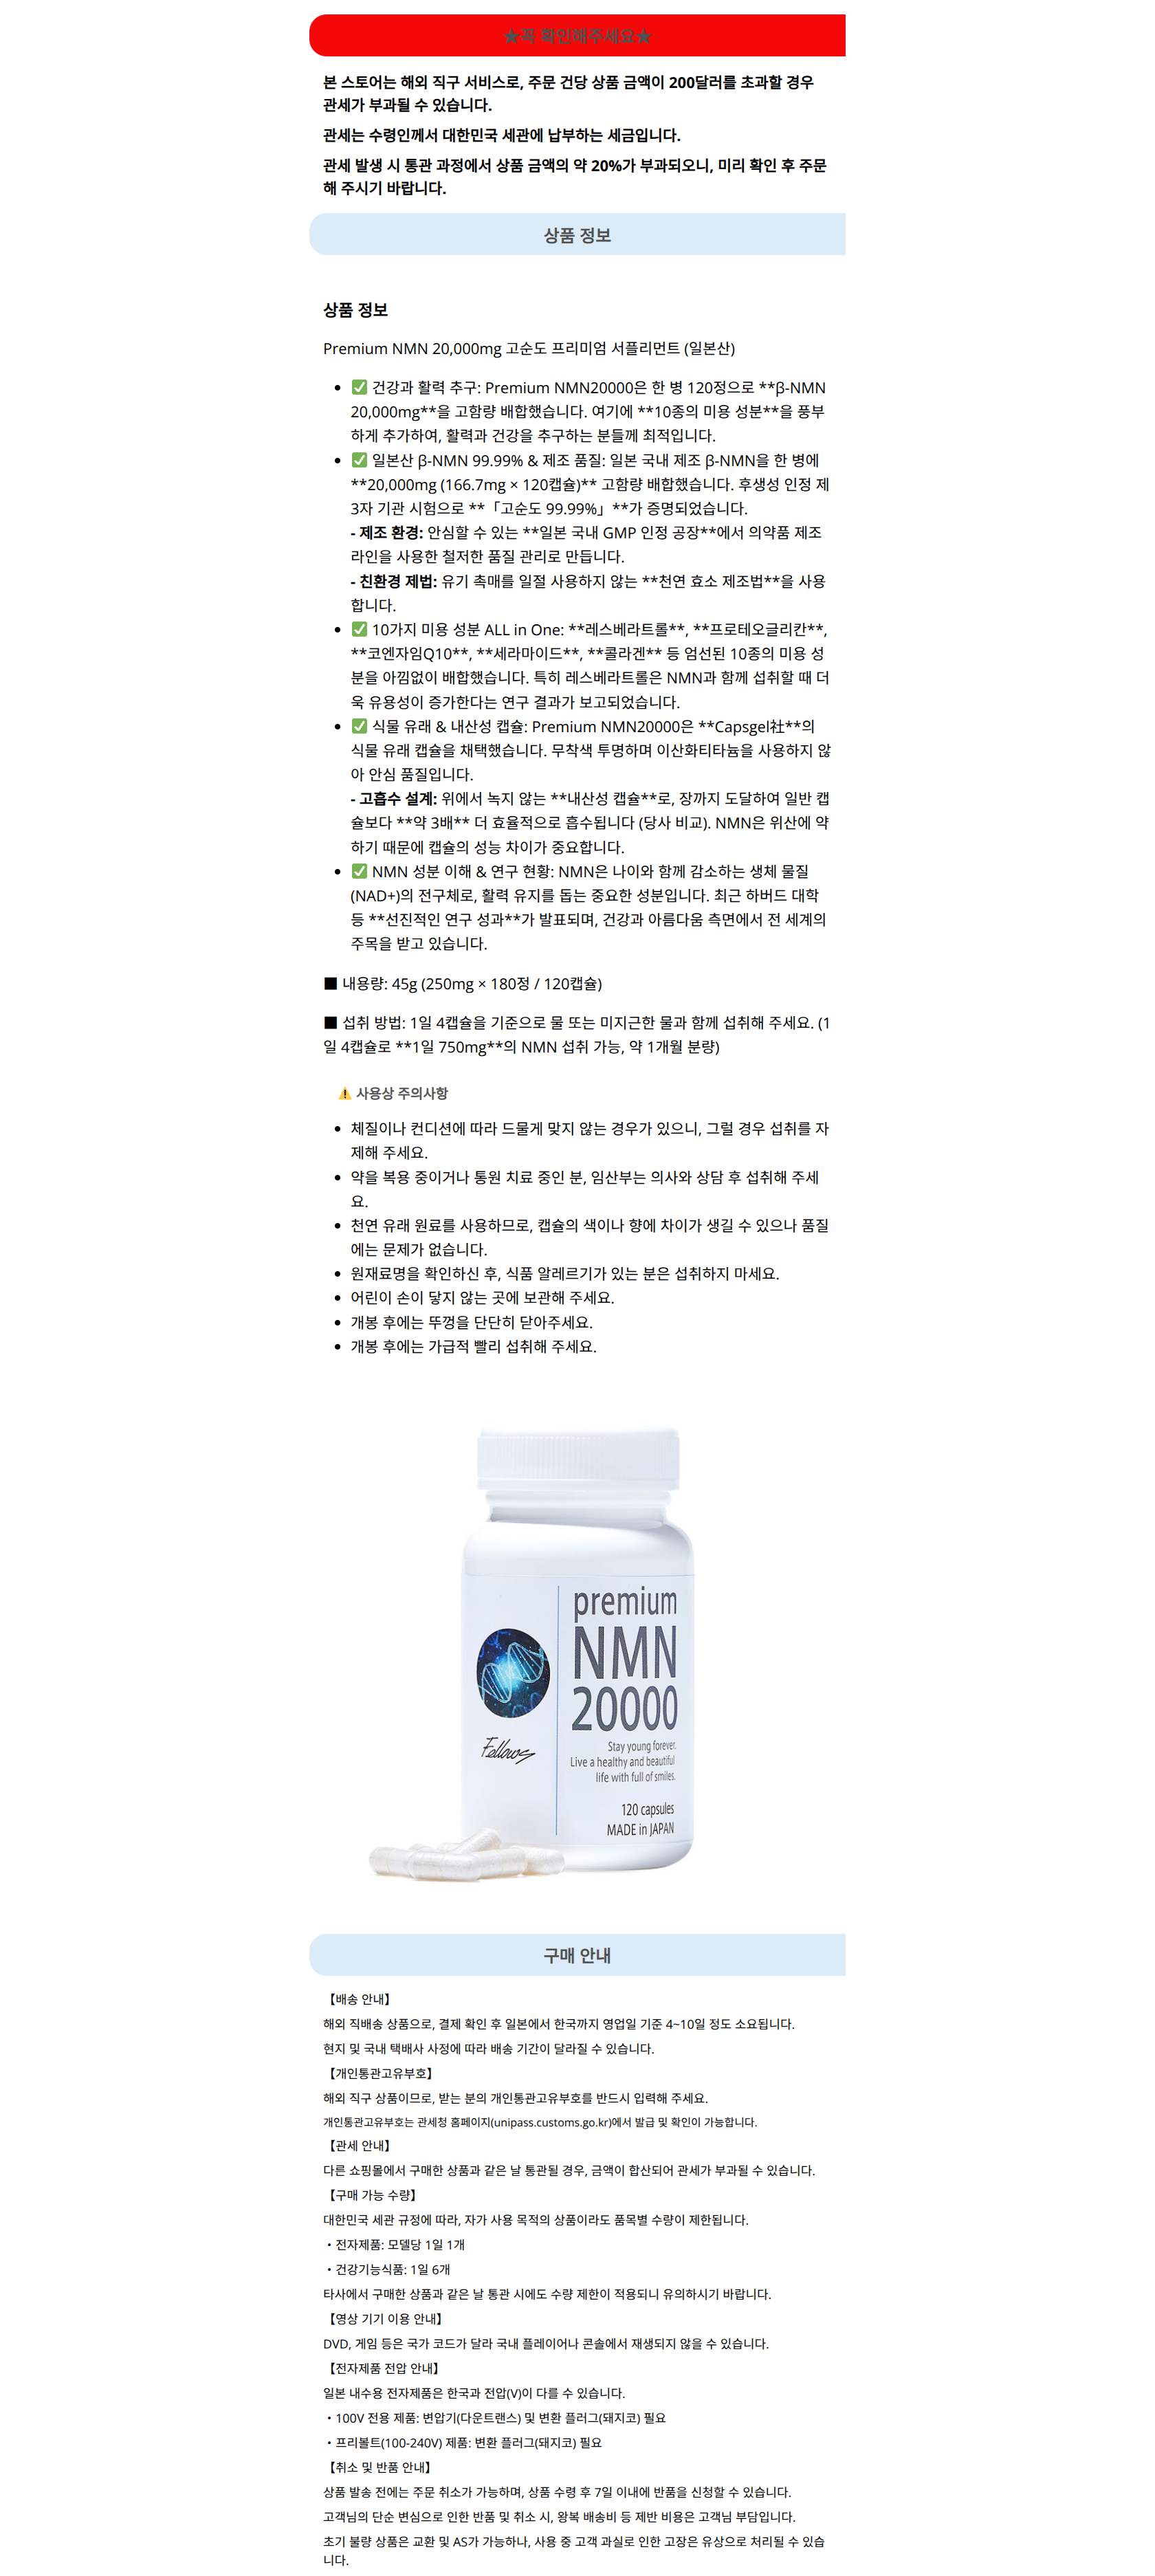 ★꼭 확인해주세요★
본 스토어는 해외 직구 서비스로, 주문 건당 상품 금액이 200달러를 초과할 경우
관세가 부과될 수 있습니다.
관세는 수령인께서 대한민국 세관에 납부하는 세금입니다.
관세 발생 시 통관 과정에서 상품 금액의 약 20%가 부과되오니, 미리 확인 후 주문
해 주시기 바랍니다.
상품 정보
상품 정보
Premium NMN 20,000mg 고순도 프리미엄 서플리먼트 (일본산)
• ✅ 건강과 활력 추구: Premium NMN20000은 한 병 120정으로 **β-NMN
20,000mg**을 고함량 배합했습니다. 여기에 **10종의 미용 성분**을 풍부
하게 추가하여, 활력과 건강을 추구하는 분들께 최적입니다.
• ✅ 일본산 β-NMN 99.99% & 제조 품질: 일본 국내 제조 β-NMN을 한 병에
**20,000mg (166.7mg × 120캡슐)** 고함량 배합했습니다. 후생성 인정 제
3자 기관 시험으로 **「고순도 99.99%」**가 증명되었습니다.
- 제조 환경: 안심할 수 있는 **일본 국내 GMP 인정 공장**에서 의약품 제조
라인을 사용한 철저한 품질 관리로 만듭니다.
- 친환경 제법: 유기 촉매를 일절 사용하지 않는 **천연 효소 제조법**을 사용
합니다.
• ✅ 10가지 미용 성분 ALL in One: **레스베라트롤**, **프로테오글리칸**,
**코엔자임Q10**, **세라마이드**, **콜라겐** 등 엄선된 10종의 미용 성
분을 아낌없이 배합했습니다. 특히 레스베라트롤은 NMN과 함께 섭취할 때 더
욱 유용성이 증가한다는 연구 결과가 보고되었습니다.
• ✅ 식물 유래 & 내산성 캡슐: Premium NMN20000은 **Capsgel社**의
식물 유래 캡슐을 채택했습니다. 무착색 투명하며 이산화티타늄을 사용하지 않
아 안심 품질입니다.
- 고흡수 설계: 위에서 녹지 않는 **내산성 캡슐**로, 장까지 도달하여 일반 캡
슐보다 **약 3배** 더 효율적으로 흡수됩니다 (당사 비교). NMN은 위산에 약
하기 때문에 캡슐의 성능 차이가 중요합니다.
• ✅ NMN 성분 이해 & 연구 현황: NMN은 나이와 함께 감소하는 생체 물질
(NAD+)의 전구체로, 활력 유지를 돕는 중요한 성분입니다. 최근 하버드 대학
등 **선진적인 연구 성과**가 발표되며, 건강과 아름다움 측면에서 전 세계의
주목을 받고 있습니다.
■ 내용량: 45g (250mg × 180정 / 120캡슐)
■ 섭취 방법: 1일 4캡슐을 기준으로 물 또는 미지근한 물과 함께 섭취해 주세요. (1
일 4캡슐로 **1일 750mg**의 NMN 섭취 가능, 약 1개월 분량)
⚠ 사용상 주의사항
• 체질이나 컨디션에 따라 드물게 맞지 않는 경우가 있으니, 그럴 경우 섭취를 자
제해 주세요.
• 약을 복용 중이거나 통원 치료 중인 분, 임산부는 의사와 상담 후 섭취해 주세
요.
• 천연 유래 원료를 사용하므로, 캡슐의 색이나 향에 차이가 생길 수 있으나 품질
에는 문제가 없습니다.
• 원재료명을 확인하신 후, 식품 알레르기가 있는 분은 섭취하지 마세요.
• 어린이 손이 닿지 않는 곳에 보관해 주세요.
• 개봉 후에는 뚜껑을 단단히 닫아주세요.
• 개봉 후에는 가급적 빨리 섭취해 주세요.
premium
NMN
20000
Fellows
Stay young forever.
Live a healthy and beautiful
life with full of smiles.
120 capsules
MADE in JAPAN
구매 안내
【배송 안내】
해외 직배송 상품으로, 결제 확인 후 일본에서 한국까지 영업일 기준 4~10일 정도 소요됩니다.
현지 및 국내 택배사 사정에 따라 배송 기간이 달라질 수 있습니다.
【개인통관고유부호】
해외 직구 상품이므로, 받는 분의 개인통관고유부호를 반드시 입력해 주세요.
개인통관고유부호는 관세청 홈페이지(unipass.customs.go.kr)에서 발급 및 확인이 가능합니다.
【관세 안내】
다른 쇼핑몰에서 구매한 상품과 같은 날 통관될 경우, 금액이 합산되어 관세가 부과될 수 있습니다.
【구매 가능 수량】
대한민국 세관 규정에 따라, 자가 사용 목적의 상품이라도 품목별 수량이 제한됩니다.
・전자제품: 모델당 1일 1개
・건강기능식품: 1일 6개
타사에서 구매한 상품과 같은 날 통관 시에도 수량 제한이 적용되니 유의하시기 바랍니다.
【영상 기기 이용 안내】
DVD, 게임 등은 국가 코드가 달라 국내 플레이어나 콘솔에서 재생되지 않을 수 있습니다.
【전자제품 전압 안내】
일본 내수용 전자제품은 한국과 전압(V)이 다를 수 있습니다.
・100V 전용 제품: 변압기(다운트랜스) 및 변환 플러그(돼지코) 필요
・프리볼트(100-240V) 제품: 변환 플러그(돼지코) 필요
【취소 및 반품 안내】
상품 발송 전에는 주문 취소가 가능하며, 상품 수령 후 7일 이내에 반품을 신청할 수 있습니다.
고객님의 단순 변심으로 인한 반품 및 취소 시, 왕복 배송비 등 제반 비용은 고객님 부담입니다.
초기 불량 상품은 교환 및 AS가 가능하나, 사용 중 고객 과실로 인한 고장은 유상으로 처리될 수 있습
니다.